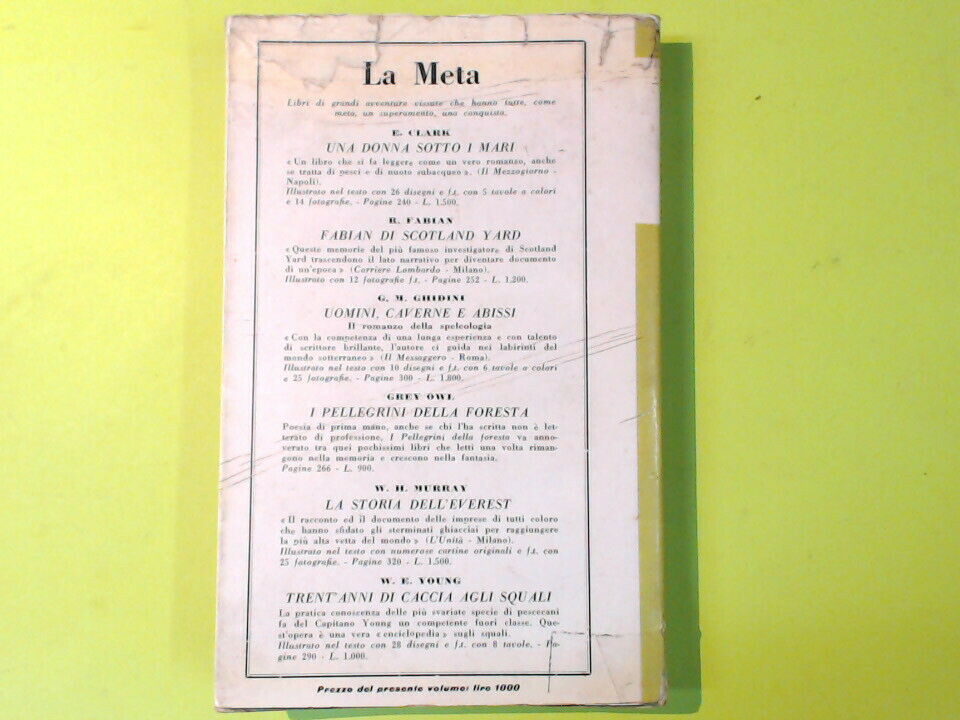 La Meta
Libri di grandi avventure vissute che hanno tutte, come
meta, un superamento, una conquista.
E. CLARK
UNA DONNA SOTTO I MARI
« Un libro che si fa leggere come un vero romanzo, anche
se tratta di pesci e di nuoto subacqueo ». (Il Mezzogiorno -
Napoli).
Illustrato nel testo con 26 disegni e f.t. con 5 tavole a colori
e 14 fotografie. - Pagine 240 - L. 1.500.
R. FABIAN
FABIAN DI SCOTLAND YARD
« Queste memorie del più famoso investigatore di Scotland
Yard trascendono il lato narrativo per diventare documento
di un'epoca » (Corriere Lombardo - Milano).
Illustrato con 12 fotografie f.t. - Pagine 252 - L. 1.200.
G. M. GHIDINI
UOMINI, CAVERNE E ABISSI
Il romanzo della speleologia
« Con la competenza di una lunga esperienza e con talento
di scrittore brillante, l'autore ci guida nei labirinti del
mondo sotterraneo » (Il Messaggero - Roma).
Illustrato nel testo con 10 disegni e f.t. con 6 tavole a colori
e 25 fotografie. - Pagine 300 - L. 1.800.
GREY OWL
I PELLEGRINI DELLA FORESTA
Poesia di prima mano, anche se chi l'ha scritta non è let-
terato di professione, I Pellegrini della foresta va anno-
verato tra quei pochissimi libri che letti una volta riman-
gono nella memoria e crescono nella fantasia.
Pagine 266 - L. 900.
W. H. MURRAY
LA STORIA DELL'EVEREST
« Il racconto ed il documento delle imprese di tutti coloro
che hanno sfidato gli sterminati ghiacciai per raggiungere
la più alta vetta del mondo » (L'Unità - Milano).
Illustrato nel testo con numerose cartine originali e f.t. con
25 fotografie. - Pagine 320 - L. 1.500.
W. E. YOUNG
TRENT'ANNI DI CACCIA AGLI SQUALI
La pratica conoscenza delle più svariate specie di pescecani
fa del Capitano Young un competente fuori classe. Que-
st'opera è una vera « enciclopedia » sugli squali.
Illustrato nel testo con 28 disegni e f.t. con 8 tavole. - Pa-
gine 290 - L. 1.000.
Prezzo del presente volume: lire 1000